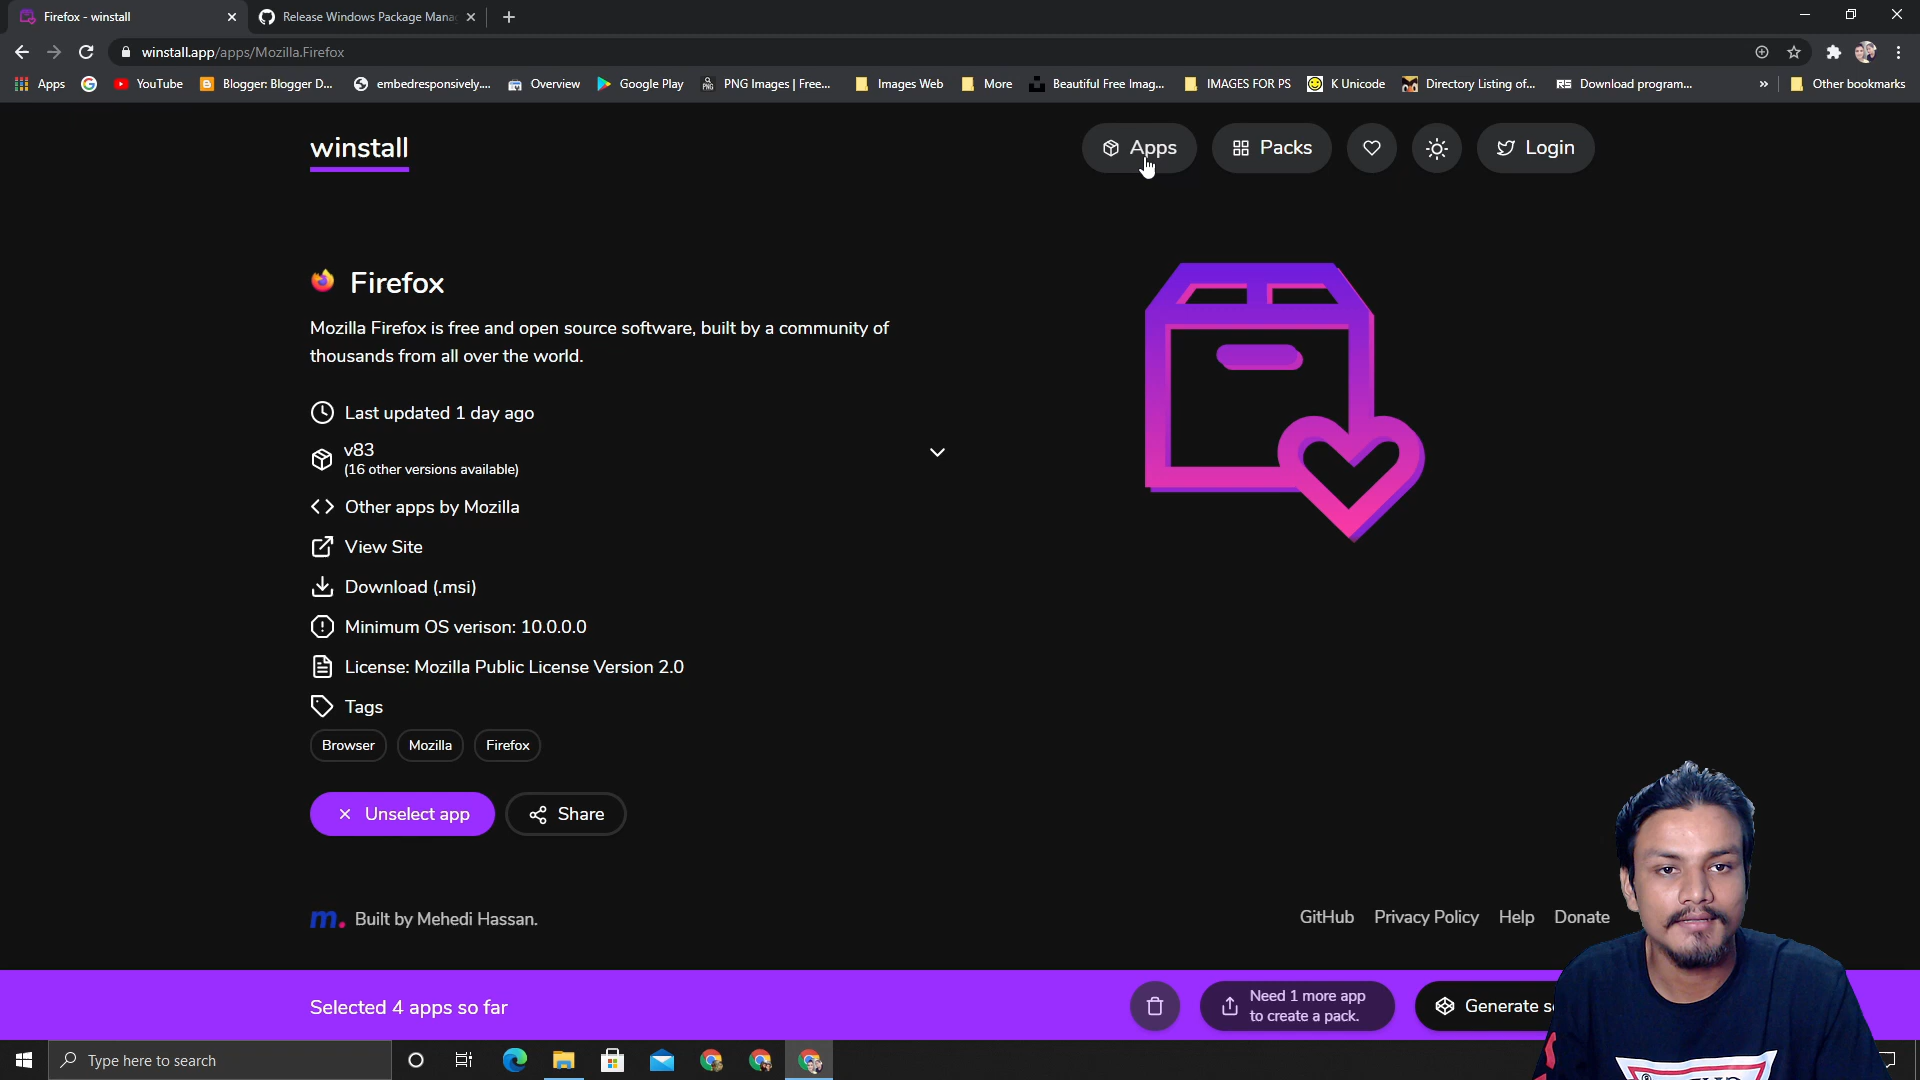 Firefox - winstall
Release Windows Package Mana
winstall.app/apps/Mozilla.Firefox
Apps
YouTube
Blogger: Blogger D...
embedresponsively....
Overview
Google Play
PNG Images | Free...
Images Web
More
Beautiful Free Imag...
IMAGES FOR PS
K Unicode
Directory Listing of...
Download program...
»
Other bookmarks
winstall
Apps
Packs
Login
Firefox
Mozilla Firefox is free and open source software, built by a community of
thousands from all over the world.
Last updated 1 day ago
v83
(16 other versions available)
Other apps by Mozilla
View Site
Download (.msi)
Minimum OS verison: 10.0.0.0
License: Mozilla Public License Version 2.0
Tags
Browser
Mozilla
Firefox
Unselect app
Share
m. Built by Mehedi Hassan.
GitHub
Privacy Policy
Help
Donate
Selected 4 apps so far
Need 1 more app
to create a pack.
Generate s
Type here to search